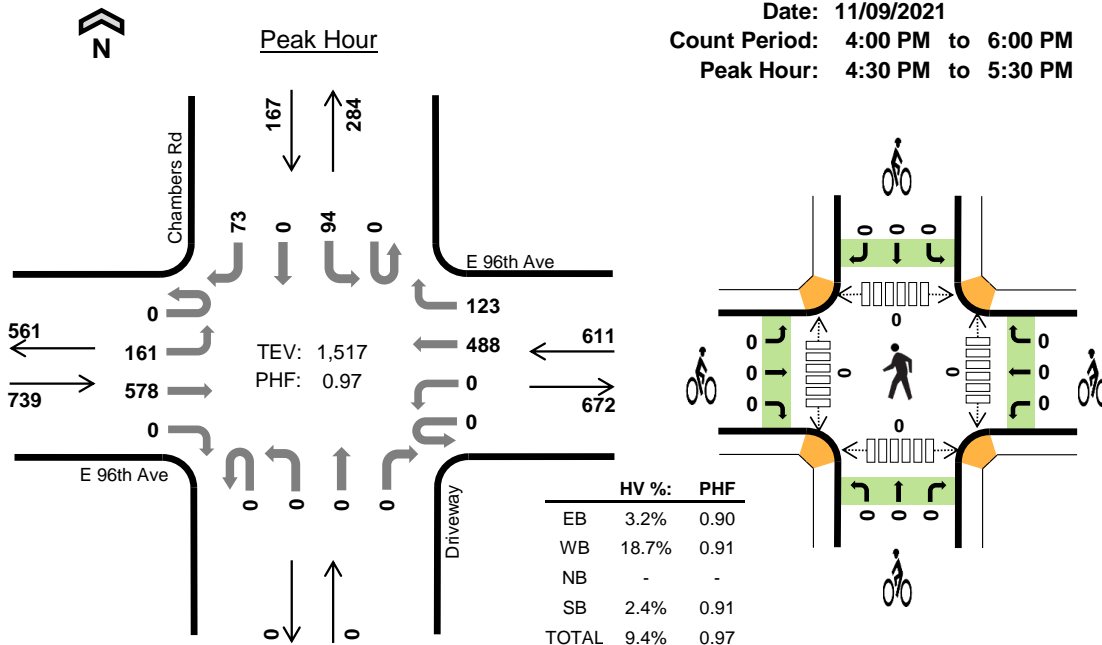 N
Peak Hour
Date: 11/09/2021
Count Period: 4:00 PM to 6:00 PM
Peak Hour: 4:30 PM to 5:30 PM
167
284
Chambers Rd
73 0 94 0
E 96th Ave
0
123
561
161
TEV: 1,517
488
611
739
578
PHF: 0.97
0
672
0
0
E 96th Ave
0 0 0 0
Driveway
0 0
HV %: PHF
EB 3.2% 0.90
WB 18.7% 0.91
NB - -
SB 2.4% 0.91
TOTAL 9.4% 0.97
0 0 0
0
0 0
0 0 0 0
0 0
0
0 0 0